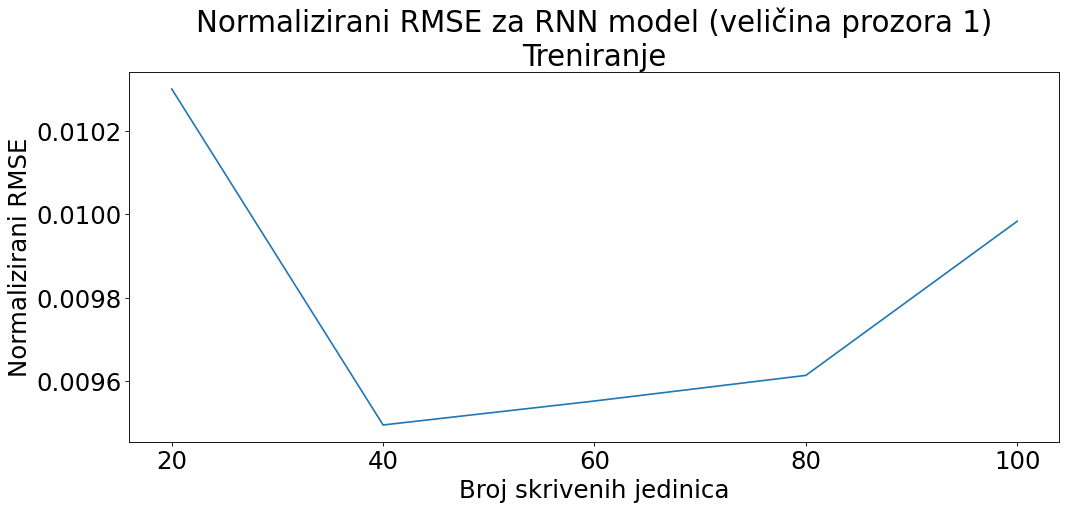 Normalizirani RMSE za RNN model (veličina prozora 1)
Treniranje
Normalizirani RMSE
0.0102
0.0100
0.0098
0.0096
20 40 60 80 100
Broj skrivenih jedinica